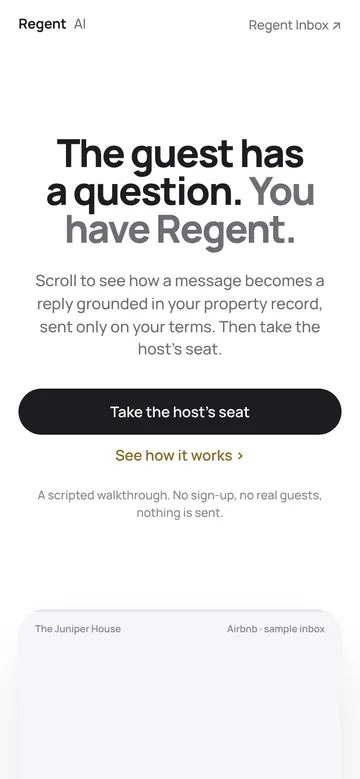 Regent AI
Regent Inbox ↗
The guest has
a question. You
have Regent.
Scroll to see how a message becomes a
reply grounded in your property record,
sent only on your terms. Then take the
host's seat.
Take the host's seat
See how it works ›
A scripted walkthrough. No sign-up, no real guests,
nothing is sent.
The Juniper House
Airbnb · sample inbox